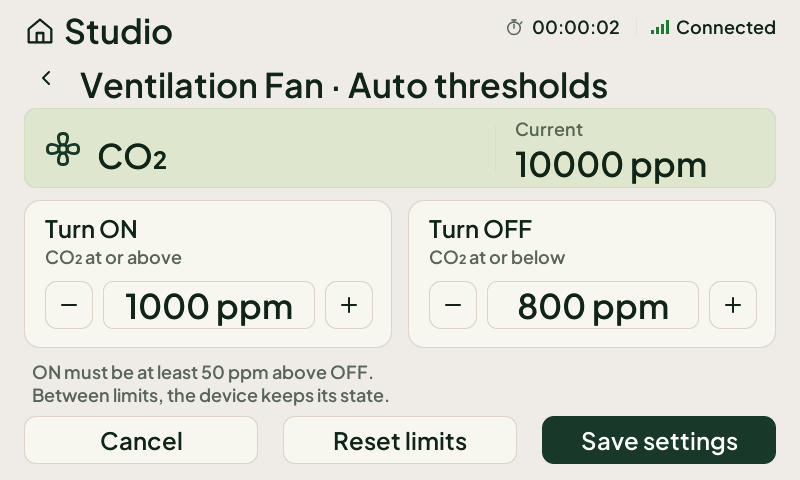 Studio
00:00:02
Connected
Ventilation Fan · Auto thresholds
CO₂
Current
10000 ppm
Turn ON
CO₂ at or above
− 1000 ppm +
Turn OFF
CO₂ at or below
− 800 ppm +
ON must be at least 50 ppm above OFF.
Between limits, the device keeps its state.
Cancel
Reset limits
Save settings